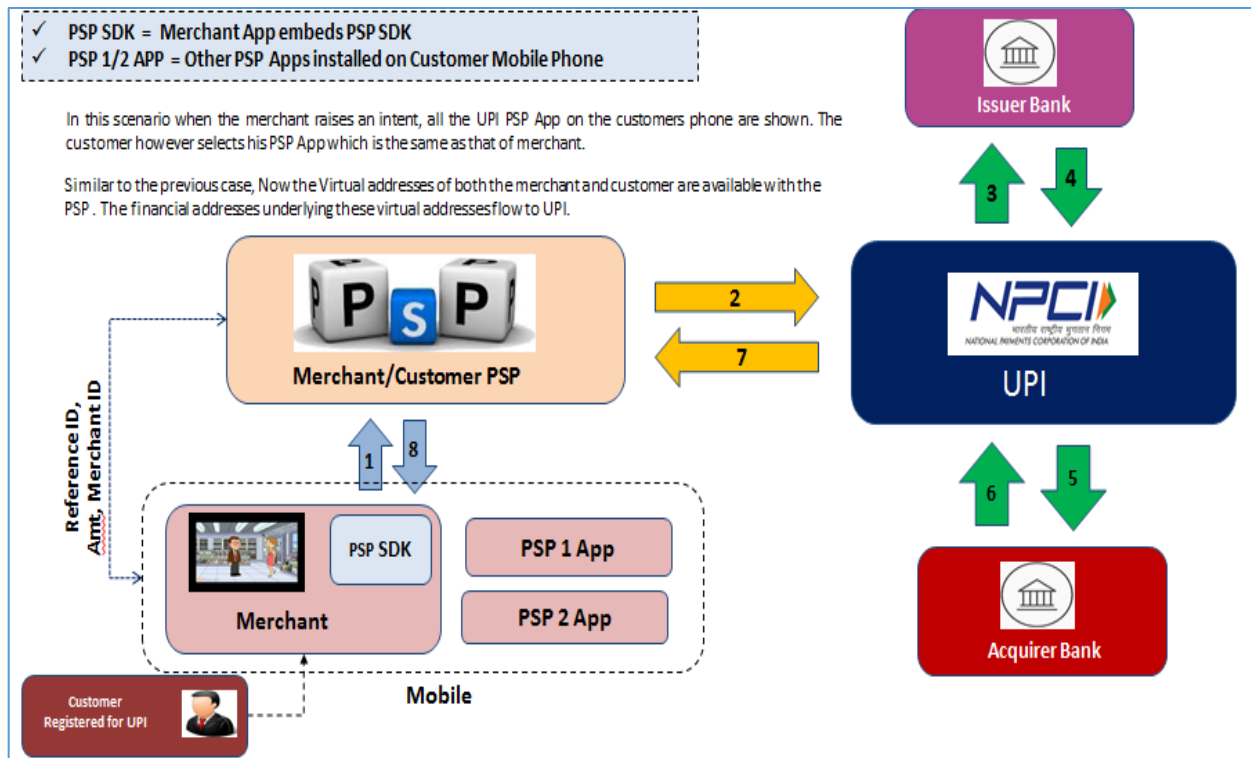 ✓ PSP SDK = Merchant App embeds PSP SDK
✓ PSP 1/2 APP = Other PSP Apps installed on Customer Mobile Phone
In this scenario when the merchant raises an intent, all the UPI PSP App on the customers phone are shown. The
customer however selects his PSP App which is the same as that of merchant.
Similar to the previous case, Now the Virtual addresses of both the merchant and customer are available with the
PSP . The financial addresses underlying these virtual addresses flow to UPI.
Issuer Bank
3
4
P
P
S
P
P
Merchant/Customer PSP
2
7
NPCI
भारतीय राष्ट्रीय भुगतान निगम
NATIONAL PAYMENTS CORPORATION OF INDIA
UPI
Reference ID,
Amt, Merchant ID
1
8
6
5
PSP SDK
Merchant
PSP 1 App
PSP 2 App
Mobile
Acquirer Bank
Customer
Registered for UPI